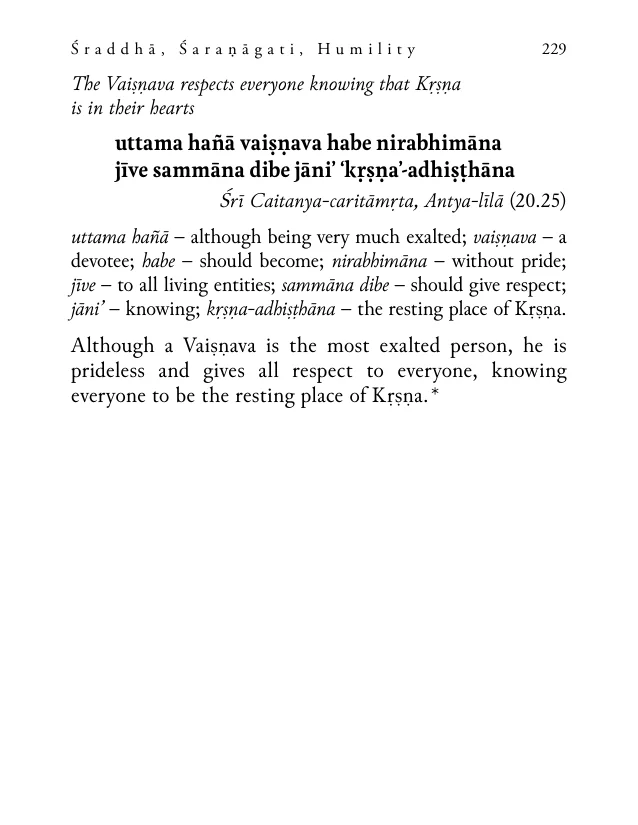 Śraddhā, Śaraṇāgati, Humility 229
The Vaiṣṇava respects everyone knowing that Kṛṣṇa
is in their hearts
uttama hañā vaiṣṇava habe nirabhimāna
jīve sammāna dibe jāni’ ‘kṛṣṇa’-adhiṣṭhāna
Śrī Caitanya-caritāmṛta, Antya-līlā (20.25)
uttama hañā – although being very much exalted; vaiṣṇava – a
devotee; habe – should become; nirabhimāna – without pride;
jīve – to all living entities; sammāna dibe – should give respect;
jāni’ – knowing; kṛṣṇa-adhiṣṭhāna – the resting place of Kṛṣṇa.
Although a Vaiṣṇava is the most exalted person, he is
prideless and gives all respect to everyone, knowing
everyone to be the resting place of Kṛṣṇa.*